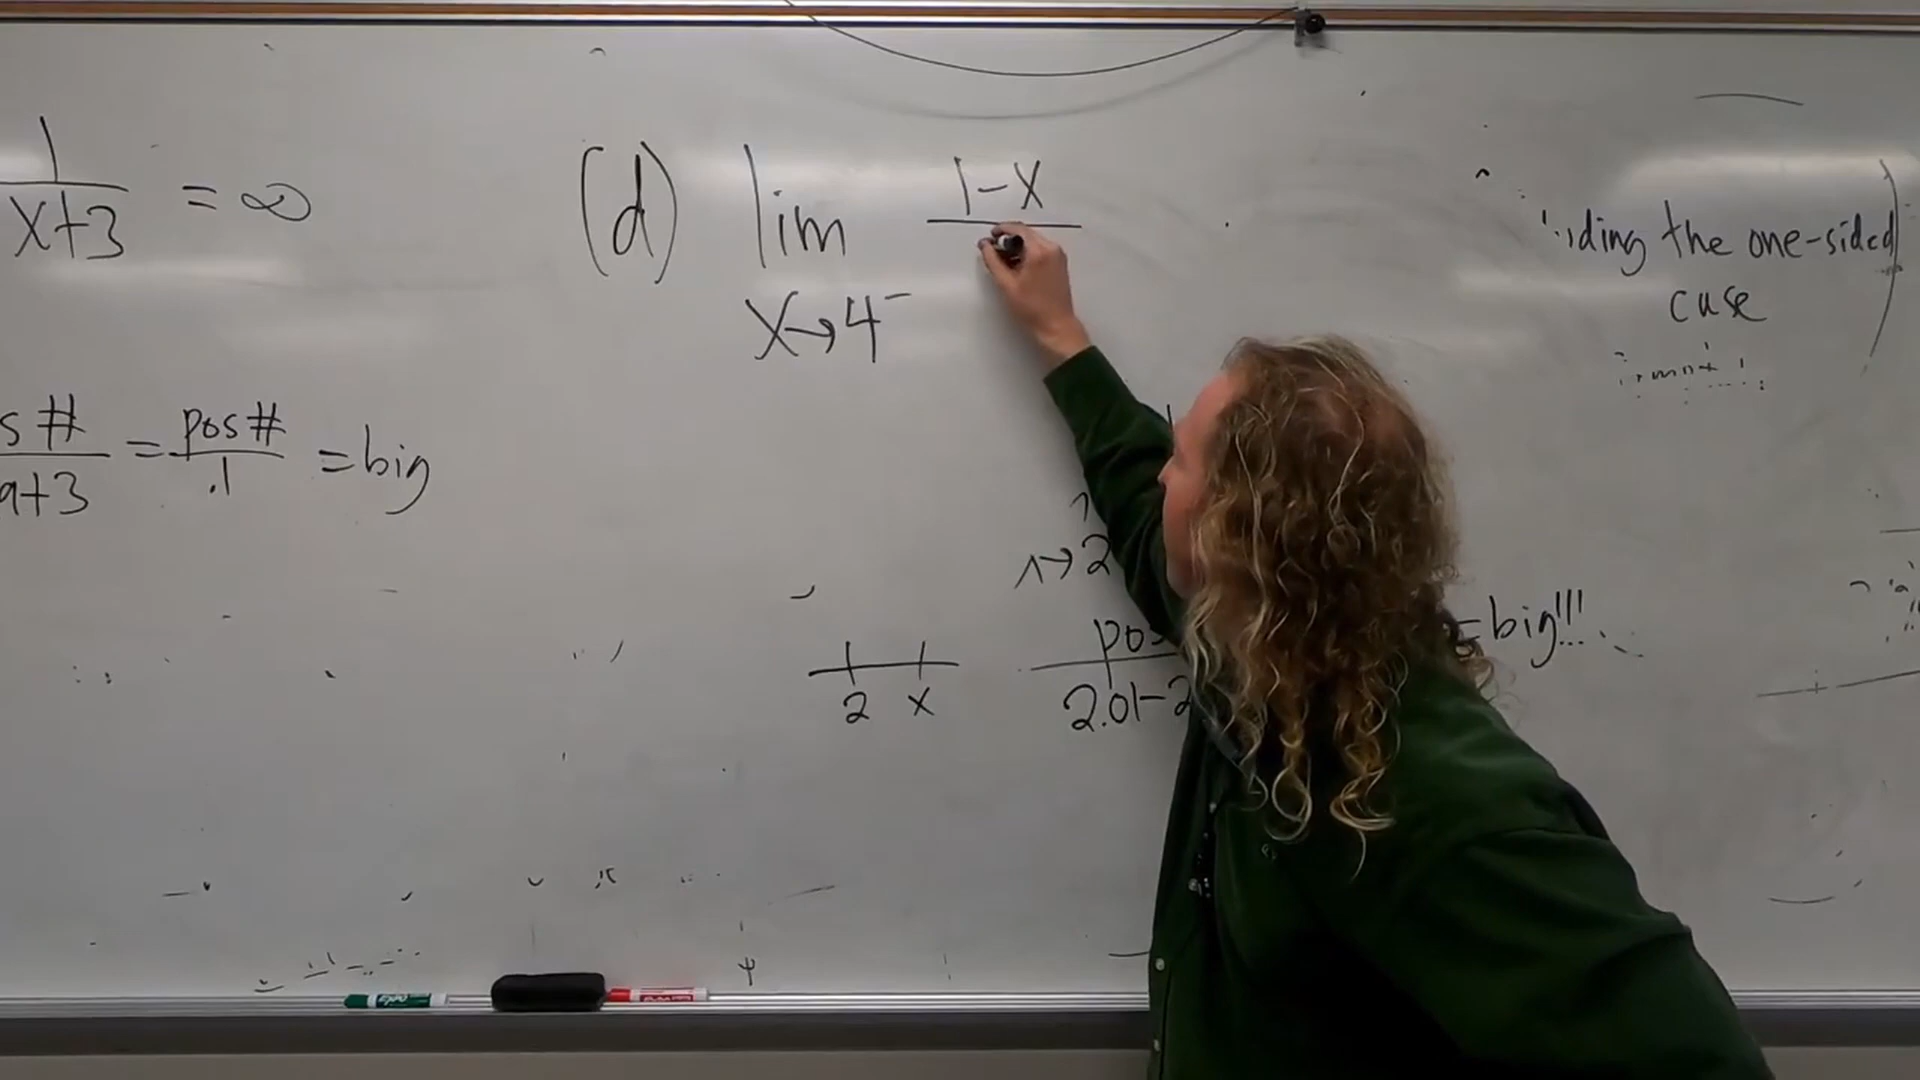 1
x+3 = ∞
s # = pos # = big
a+3 .1
(d) lim 1-x
x→4⁻
→2
2 x
pos
2.01-2
=big!!!
the one-sided
case
expo